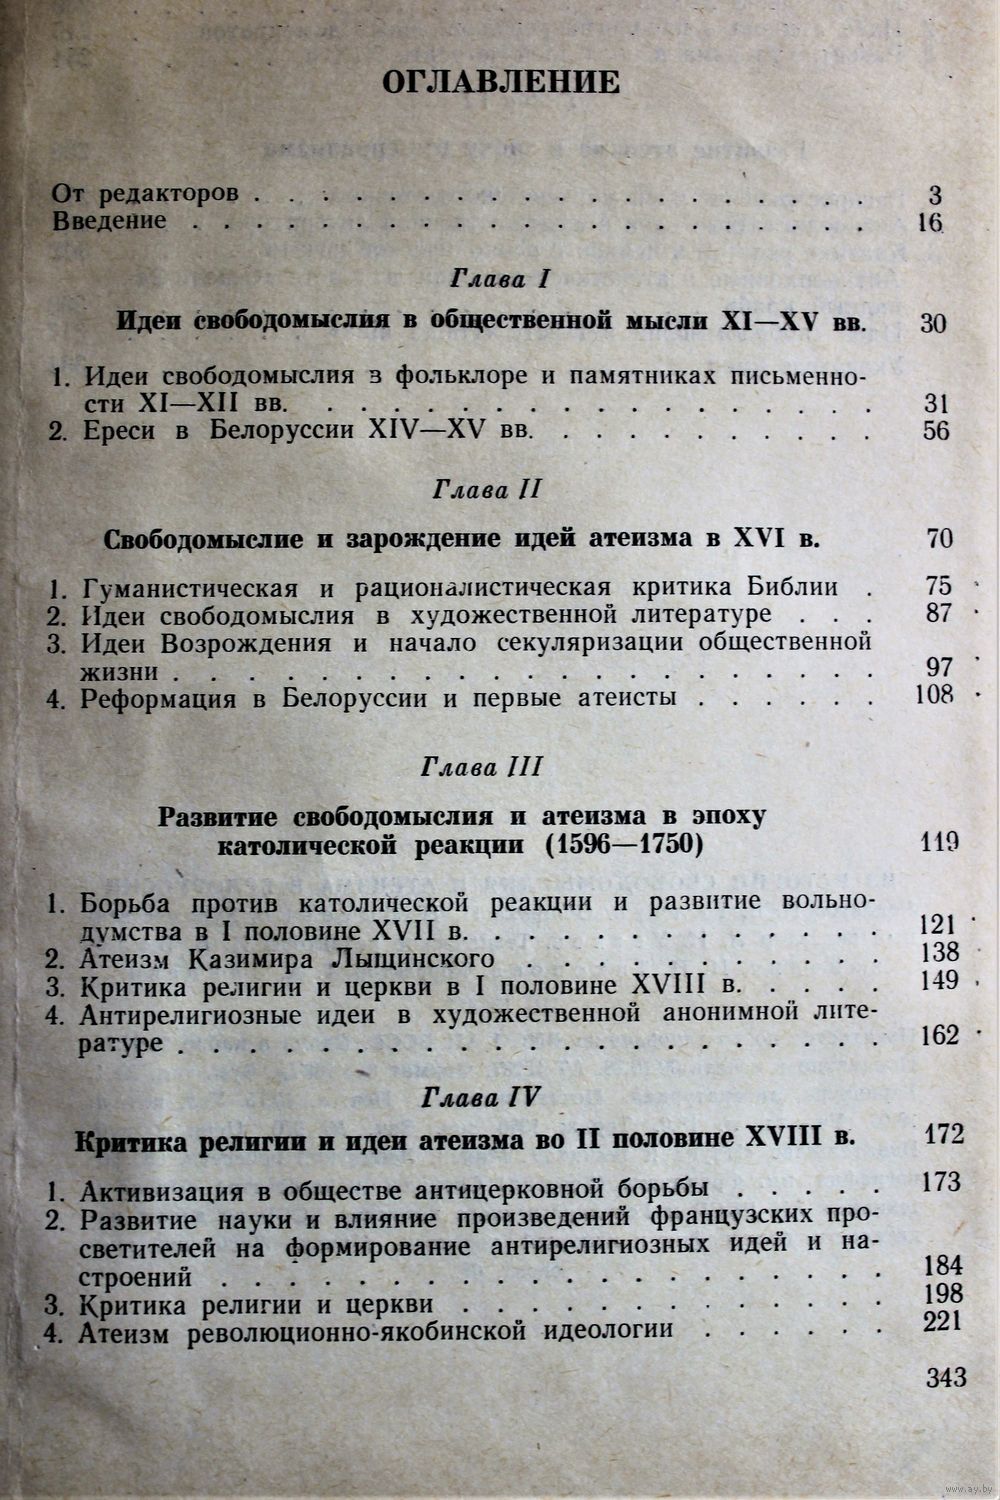 ОГЛАВЛЕНИЕ
От редакторов . . . . . . . . . . . . . . . . . . . 3
Введение . . . . . . . . . . . . . . . . . . . . . 16
Глава I
Идеи свободомыслия в общественной мысли XI—XV вв. 30
1. Идеи свободомыслия в фольклоре и памятниках письменно-
сти XI—XII вв. . . . . . . . . . . . . . . . . . 31
2. Ереси в Белоруссии XIV—XV вв. . . . . . . . . . . 56
Глава II
Свободомыслие и зарождение идей атеизма в XVI в. 70
1. Гуманистическая и рационалистическая критика Библии . 75
2. Идеи свободомыслия в художественной литературе . . . 87
3. Идеи Возрождения и начало секуляризации общественной
жизни . . . . . . . . . . . . . . . . . . . . . 97
4. Реформация в Белоруссии и первые атеисты . . . . . . 108
Глава III
Развитие свободомыслия и атеизма в эпоху
католической реакции (1596—1750) 119
1. Борьба против католической реакции и развитие вольно-
думства в I половине XVII в. . . . . . . . . . . . . 121
2. Атеизм Казимира Лыщинского . . . . . . . . . . . 138
3. Критика религии и церкви в I половине XVIII в. . . . . 149
4. Антирелигиозные идеи в художественной анонимной лите-
ратуре . . . . . . . . . . . . . . . . . . . . . 162
Глава IV
Критика религии и идеи атеизма во II половине XVIII в. 172
1. Активизация в обществе антицерковной борьбы . . . . . 173
2. Развитие науки и влияние произведений французских про-
светителей на формирование антирелигиозных идей и на-
строений . . . . . . . . . . . . . . . . . . . . 184
3. Критика религии и церкви . . . . . . . . . . . . . 198
4. Атеизм революционно-якобинской идеологии . . . . . . 221
343
www.ay.by